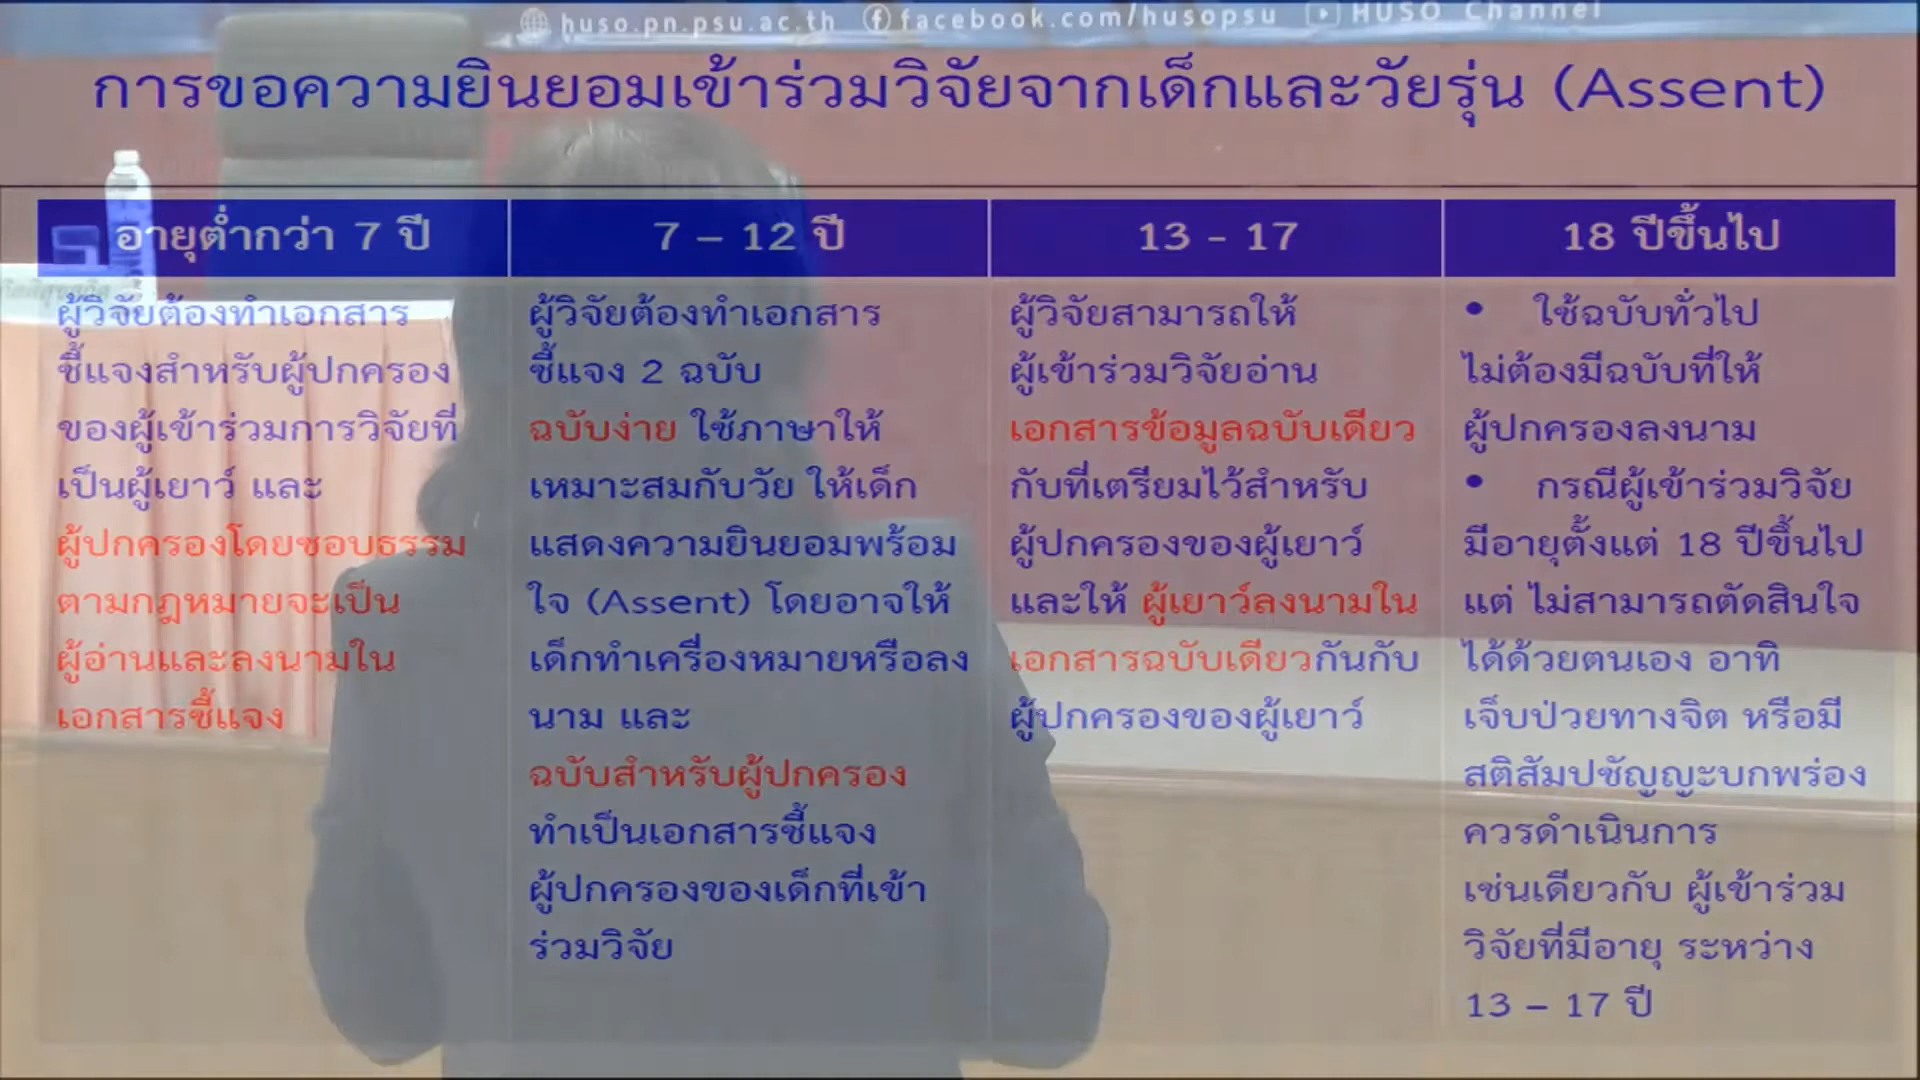 huso.pn.psu.ac.th facebook.com/husopsu HUSO Channel
การขอความยินยอมเข้าร่วมวิจัยจากเด็กและวัยรุ่น (Assent)
อายุต่ำกว่า 7 ปี
ผู้วิจัยต้องทำเอกสาร
ชี้แจงสำหรับผู้ปกครอง
ของผู้เข้าร่วมการวิจัยที่
เป็นผู้เยาว์ และ
ผู้ปกครองโดยชอบธรรม
ตามกฎหมายจะเป็น
ผู้อ่านและลงนามใน
เอกสารชี้แจง
7 – 12 ปี
ผู้วิจัยต้องทำเอกสาร
ชี้แจง 2 ฉบับ
ฉบับง่าย ใช้ภาษาให้
เหมาะสมกับวัย ให้เด็ก
แสดงความยินยอมพร้อม
ใจ (Assent) โดยอาจให้
เด็กทำเครื่องหมายหรือลง
นาม และ
ฉบับสำหรับผู้ปกครอง
ทำเป็นเอกสารชี้แจง
ผู้ปกครองของเด็กที่เข้า
ร่วมวิจัย
13 - 17
ผู้วิจัยสามารถให้
ผู้เข้าร่วมวิจัยอ่าน
เอกสารข้อมูลฉบับเดียว
กับที่เตรียมไว้สำหรับ
ผู้ปกครองของผู้เยาว์
และให้ ผู้เยาว์ลงนามใน
เอกสารฉบับเดียวกันกับ
ผู้ปกครองของผู้เยาว์
18 ปีขึ้นไป
• ใช้ฉบับทั่วไป
ไม่ต้องมีฉบับที่ให้
ผู้ปกครองลงนาม
• กรณีผู้เข้าร่วมวิจัย
มีอายุตั้งแต่ 18 ปีขึ้นไป
แต่ ไม่สามารถตัดสินใจ
ได้ด้วยตนเอง อาทิ
เจ็บป่วยทางจิต หรือมี
สติสัมปชัญญะบกพร่อง
ควรดำเนินการ
เช่นเดียวกับ ผู้เข้าร่วม
วิจัยที่มีอายุ ระหว่าง
13 – 17 ปี